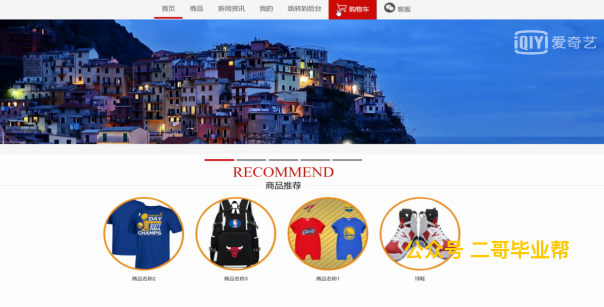 首页 商品 新闻资讯 我的 跳转到后台 购物车 客服
iQIYI 爱奇艺
RECOMMEND
商品推荐
DAY
NBA
CHAMPS
公众号 二哥毕业帮
商品名称2 商品名称3 商品名称1 球鞋